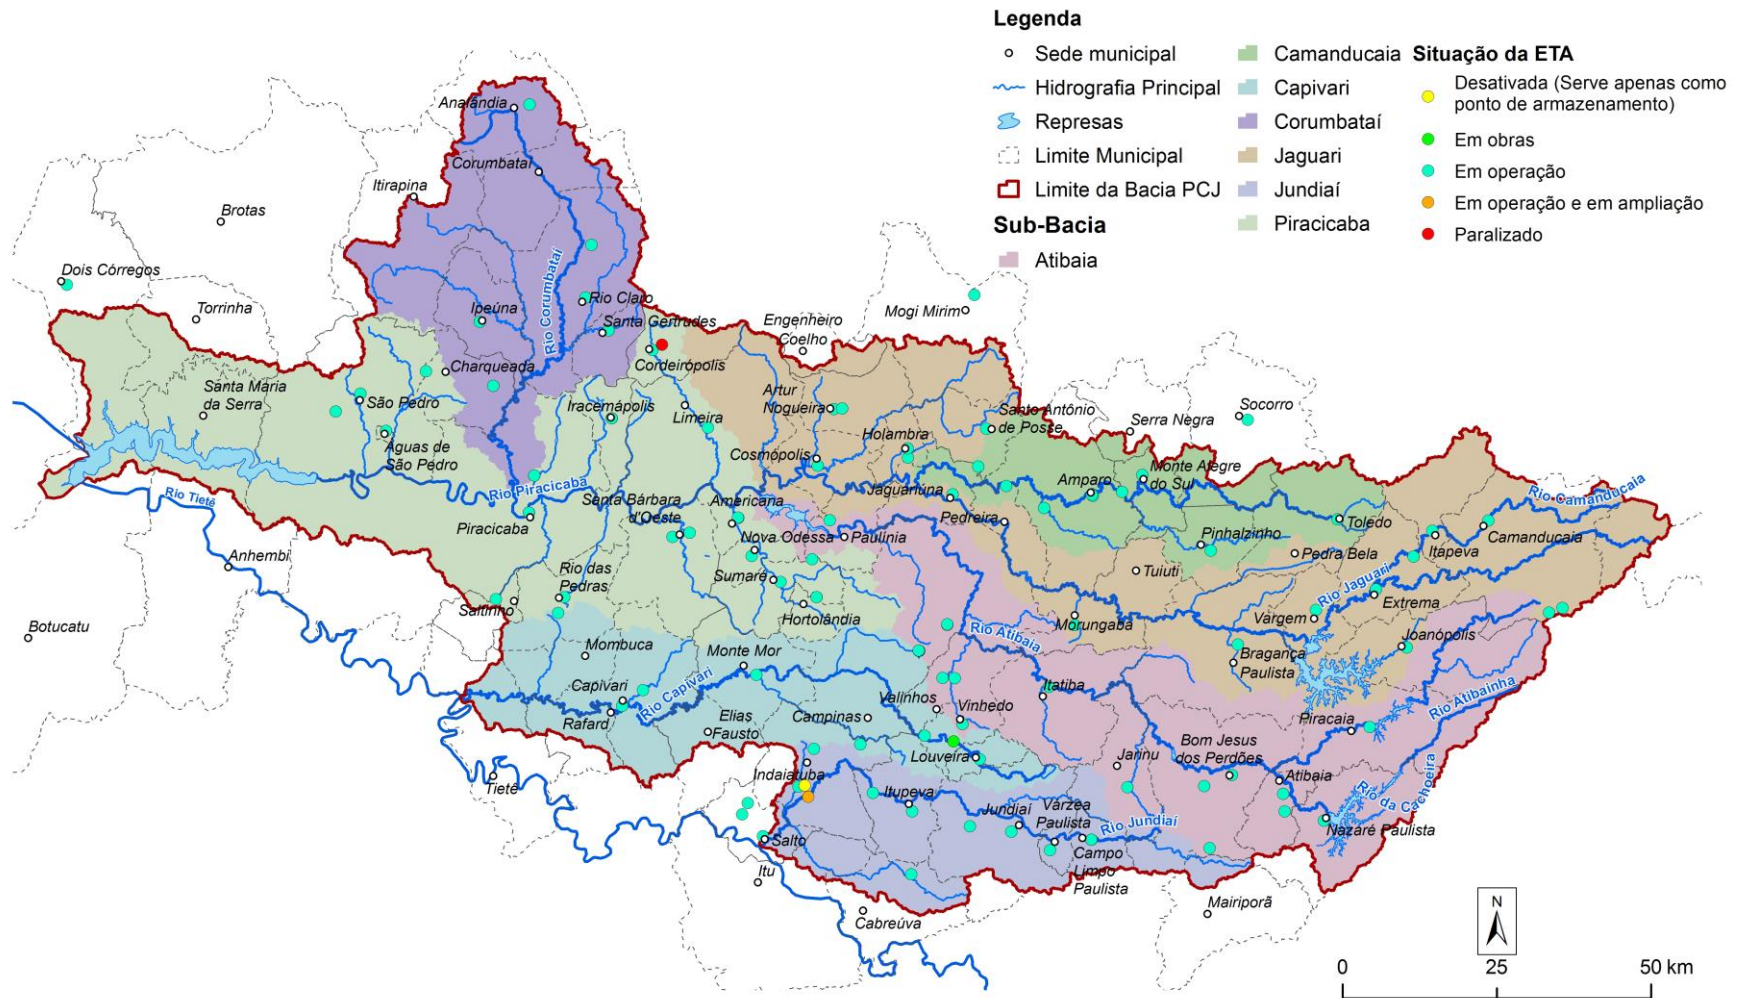 Legenda
Sede municipal
Hidrografia Principal
Represas
Limite Municipal
Limite da Bacia PCJ
Sub-Bacia
Atibaia
Camanducaia
Capivari
Corumbataí
Jaguari
Jundiaí
Piracicaba
Situação da ETA
Desativada (Serve apenas como
ponto de armazenamento)
Em obras
Em operação
Em operação e em ampliação
Paralizado
Analândia
Corumbataí
Itirapina
Brotas
Dois Córregos
Torrinha
Rio Corumbataí
Ipeúna
Rio Claro
Santa Gertrudes
Mogi Mirim
Engenheiro
Coelho
Charqueada
Cordeirópolis
Santa Maria
da Serra
São Pedro
Iracemápolis
Limeira
Artur
Nogueira
Santo Antônio
de Posse
Serra Negra
Socorro
Águas de
São Pedro
Holambra
Cosmópolis
Monte Alegre
do Sul
Amparo
Rio Tietê
Rio Piracicaba
Piracicaba
Santa Bárbara
d'Oeste
Americana
Jaguariúna
Pedreira
Rio Camanducaia
Toledo
Camanducaia
Itapeva
Pinhalzinho
Pedra Bela
Nova Odessa
Paulínia
Anhembi
Sumaré
Tuiuti
Rio das
Pedras
Saltinho
Hortolândia
Rio Jaguari
Extrema
Vargem
Morungaba
Botucatu
Rio Atibaia
Joanópolis
Mombuca
Monte Mor
Bragança
Paulista
Capivari
Rio Capivari
Rafard
Itatiba
Valinhos
Vinhedo
Rio Atibainha
Elias
Fausto
Campinas
Piracaia
Bom Jesus
dos Perdões
Louveira
Jarinu
Atibaia
Indaiatuba
Tietê
Itupeva
Jundiaí
Várzea
Paulista
Rio Jundiaí
Rio da Cachoeira
Nazaré Paulista
Salto
Campo
Limpo
Paulista
Itu
Cabreúva
Mairiporã
N
0
25
50 km